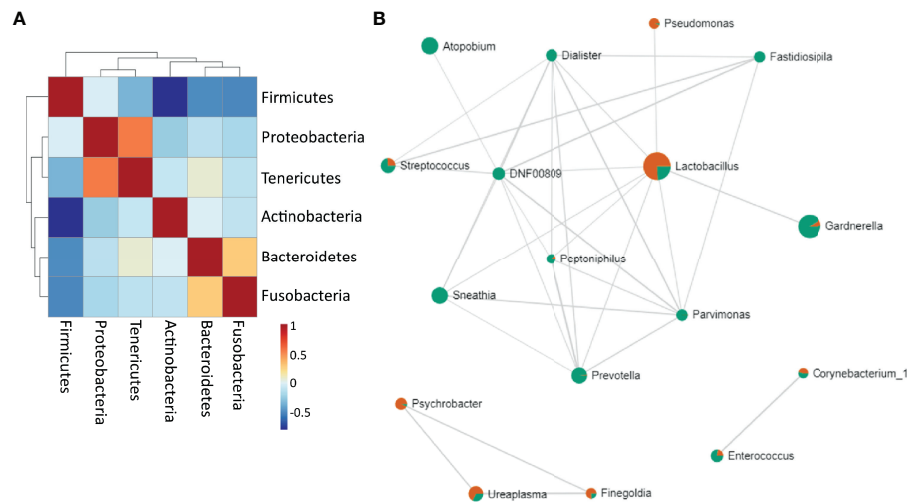 A
B
Firmicutes
Proteobacteria
Tenericutes
Actinobacteria
Bacteroidetes
Fusobacteria
Firmicutes
Proteobacteria
Tenericutes
Actinobacteria
Bacteroidetes
Fusobacteria
1
0.5
0
-0.5
Pseudomonas
Atopobium
Dialister
Fastidiosipila
Streptococcus
DNF00809
Lactobacillus
Gardnerella
Peptoniphilus
Sneathia
Parvimonas
Prevotella
Corynebacterium_1
Psychrobacter
Enterococcus
Ureaplasma
Finegoldia